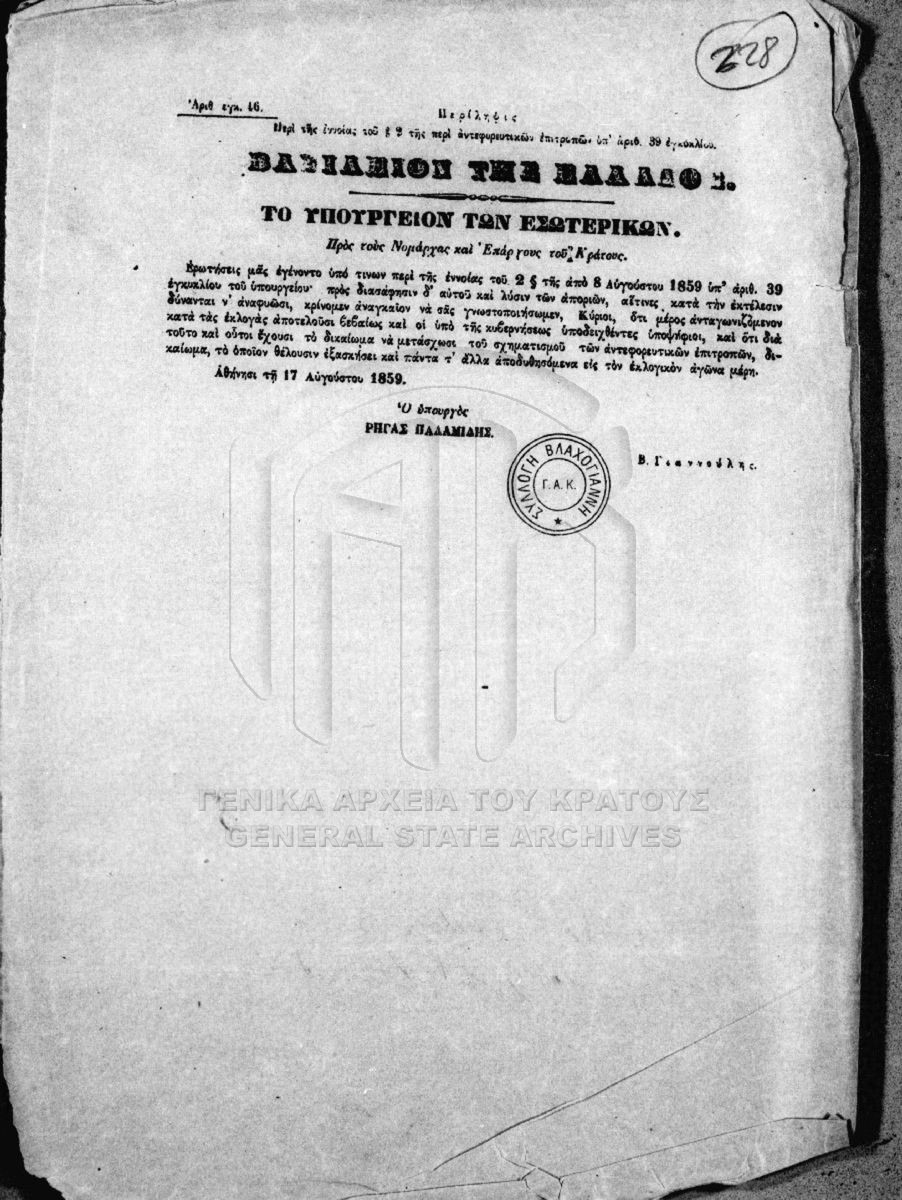 228
Ἀριθ εγκ. 46.
Περίληψις
Περὶ τῆς ἐννοίας τοῦ § 2 τῆς περὶ ἀντεφορευτικῶν ἐπιτροπῶν ὑπ' ἀριθ. 39 ἐγκυκλίου.
ΒΑΣΙΛΕΙΟΝ ΤΗΣ ΕΛΛΑΔΟΣ.
ΤΟ ΥΠΟΥΡΓΕΙΟΝ ΤΩΝ ΕΣΩΤΕΡΙΚΩΝ.
Πρὸς τοὺς Νομάρχας καὶ Ἐπάρχους τοῦ Κράτους.
Ἐρωτήσεις μᾶς ἐγένοντο ὑπό τινων περὶ τῆς ἐννοίας τοῦ 2 § τῆς ἀπὸ 8 Αὐγούστου 1859 ὑπ' ἀριθ. 39
ἐγκυκλίου τοῦ ὑπουργείου· πρὸς διασάφησιν δ' αὐτοῦ καὶ λύσιν τῶν ἀποριῶν, αἵτινες κατὰ τὴν ἐκτέλεσιν
δύνανται ν' ἀναφυῶσι, κρίνομεν ἀναγκαῖον νὰ σᾶς γνωστοποιήσωμεν, Κύριοι, ὅτι μέρος ἀνταγωνιζόμενον
κατὰ τὰς ἐκλογὰς ἀποτελοῦσι βεβαίως καὶ οἱ ὑπὸ τῆς κυβερνήσεως ὑποδειχθέντες ὑποψήφιοι, καὶ ὅτι διὰ
τοῦτο καὶ οὗτοι ἔχουσι τὸ δικαίωμα νὰ μετάσχωσι τοῦ σχηματισμοῦ τῶν ἀντεφορευτικῶν ἐπιτροπῶν, δι-
καίωμα, τὸ ὁποῖον θέλουσιν ἐξασκήσει καὶ πάντα τ' ἄλλα ἀποδυθησόμενα εἰς τὸν ἐκλογικὸν ἀγῶνα μέρη.
Ἀθήνησι τῇ 17 Αὐγούστου 1859.
Ὁ ὑπουργὸς
ΡΗΓΑΣ ΠΑΛΑΜΙΔΗΣ.
Β. Γιαννούλης.
ΣΥΛΛΟΓΗ ΒΛΑΧΟΓΙΑΝΝΗ
Γ. Α. Κ.
ΓΕΝΙΚΑ ΑΡΧΕΙΑ ΤΟΥ ΚΡΑΤΟΥΣ
GENERAL STATE ARCHIVES